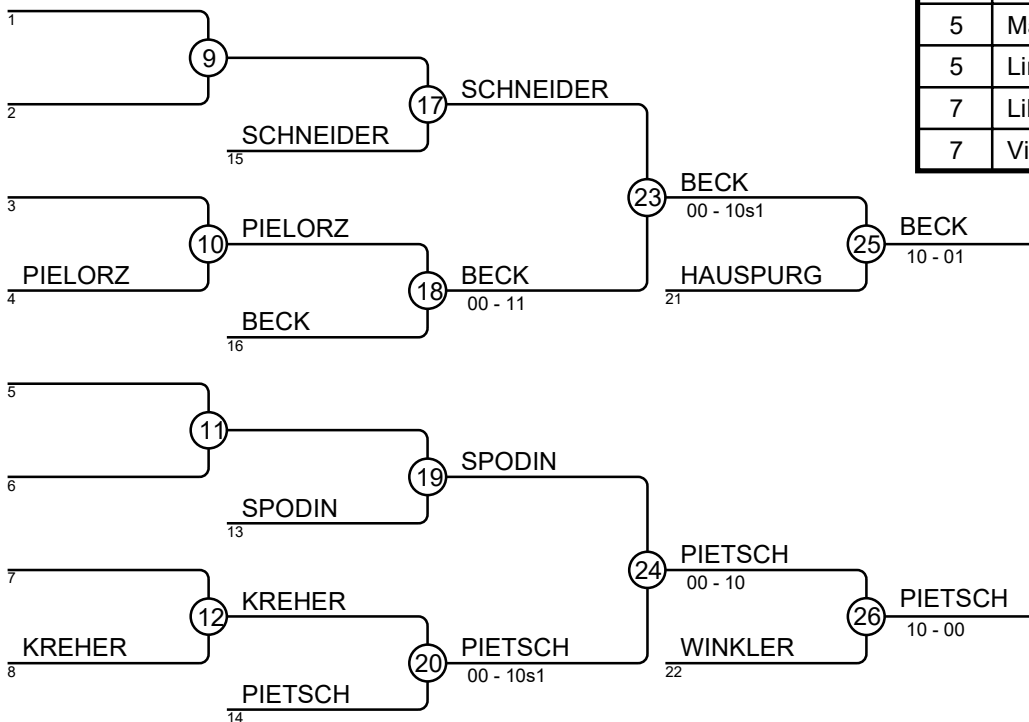 1
9
2
17
SCHNEIDER
SCHNEIDER
15
3
10
PIELORZ
PIELORZ
4
18
BECK
00 - 11
BECK
16
23
BECK
00 - 10s1
HAUSPURG
21
25
BECK
10 - 01
5
11
6
19
SPODIN
SPODIN
13
7
12
KREHER
KREHER
8
20
PIETSCH
00 - 10s1
PIETSCH
14
24
PIETSCH
00 - 10
WINKLER
22
26
PIETSCH
10 - 00
5
5
7
7